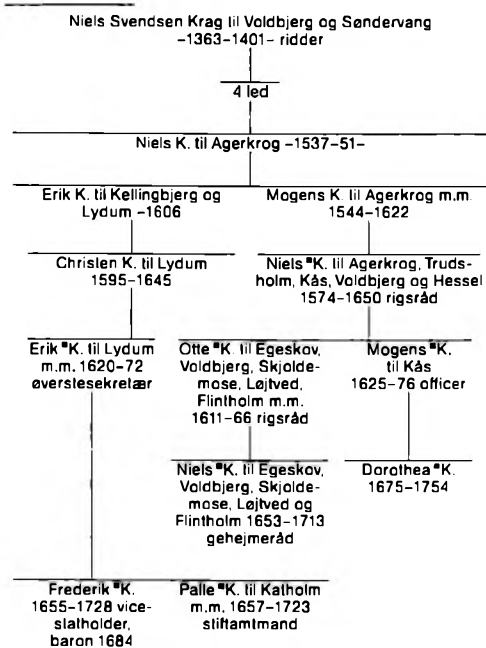 Niels Svendsen Krag til Voldbjerg og Søndervang
-1363-1401- ridder
4 led
Niels K. til Agerkrog -1537-51-
Erik K. til Kellingbjerg og
Lydum -1606
Mogens K. til Agerkrog m.m.
1544-1622
Christen K. til Lydum
1595-1645
Niels ■K. til Agerkrog, Truds-
holm, Kås, Voldbjerg og Hessel
1574-1650 rigsråd
Erik ■K. til Lydum
m.m. 1620-72
øverstesekretær
Otte ■K. til Egeskov,
Voldbjerg, Skjolde-
mose, Løjtved,
Flintholm m.m.
1611-66 rigsråd
Mogens ■K.
til Kås
1625-76 officer
Niels ■K. til Egeskov,
Voldbjerg, Skjolde-
mose, Løjtved og
Flintholm 1653-1713
gehejmeråd
Dorothea ■K.
1675-1754
Frederik ■K.
1655-1728 vice-
statholder,
baron 1684
Palle ■K. til Katholm
m.m. 1657-1723
stiftamtmand